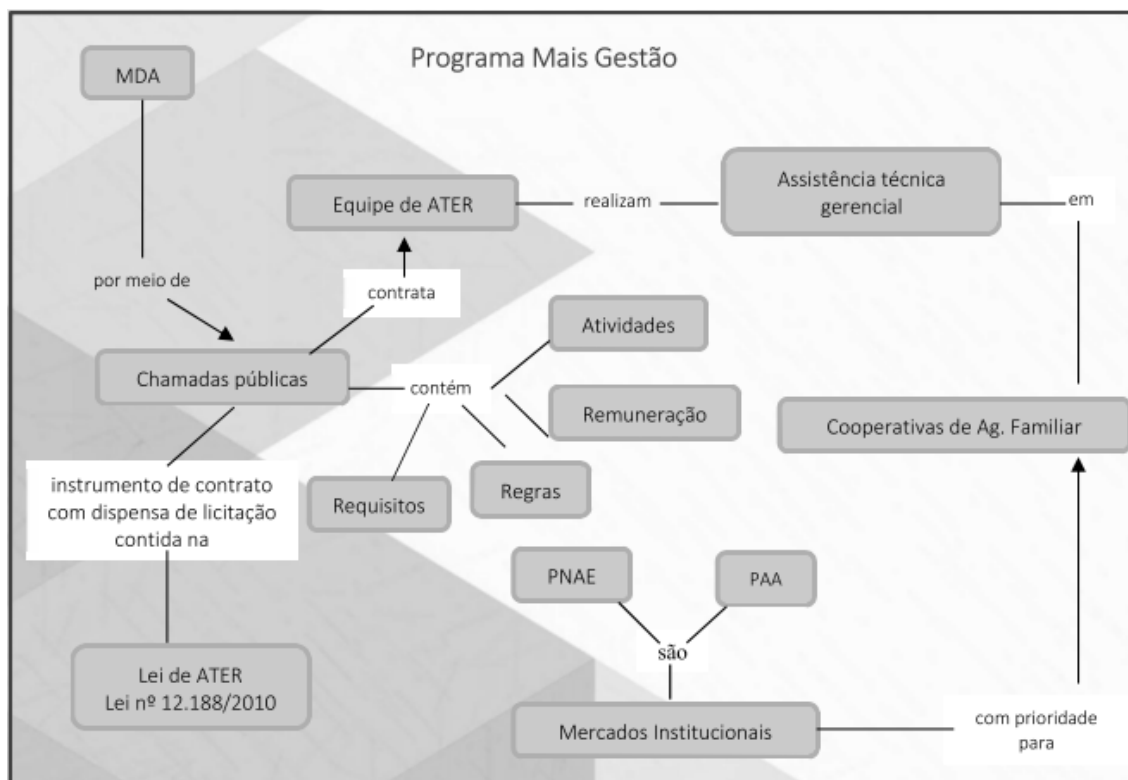 Programa Mais Gestão
MDA
Equipe de ATER
realizam
Assistência técnica
gerencial
em
por meio de
contrata
Chamadas públicas
contém
Atividades
Remuneração
Regras
Requisitos
Cooperativas de Ag. Familiar
instrumento de contrato
com dispensa de licitação
contida na
Lei de ATER
Lei nº 12.188/2010
PNAE
PAA
são
Mercados Institucionais
com prioridade
para